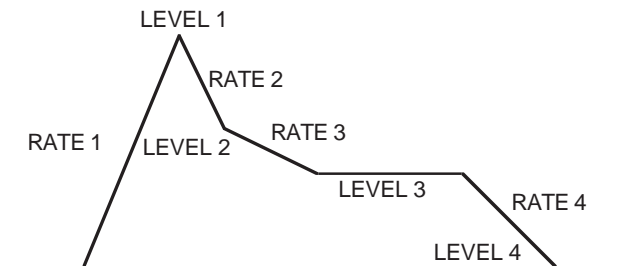 LEVEL 1
RATE 2
RATE 3
RATE 1
LEVEL 2
LEVEL 3
RATE 4
LEVEL 4